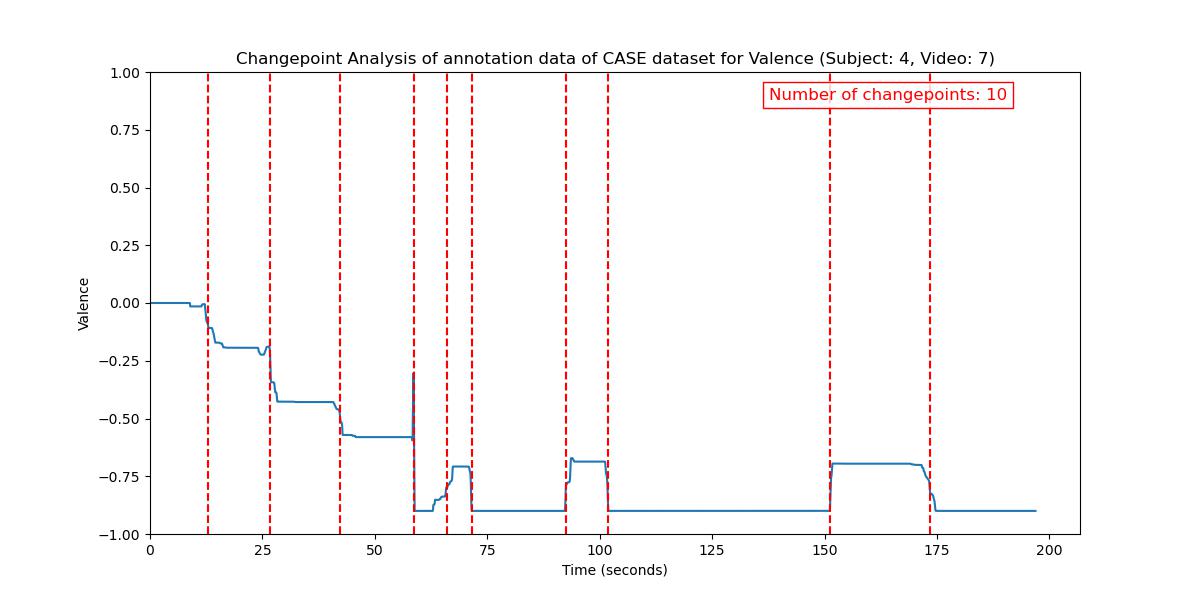 Changepoint Analysis of annotation data of CASE dataset for Valence (Subject: 4, Video: 7)
Number of changepoints: 10
Valence
1.00
0.75
0.50
0.25
0.00
−0.25
−0.50
−0.75
−1.00
0 25 50 75 100 125 150 175 200
Time (seconds)